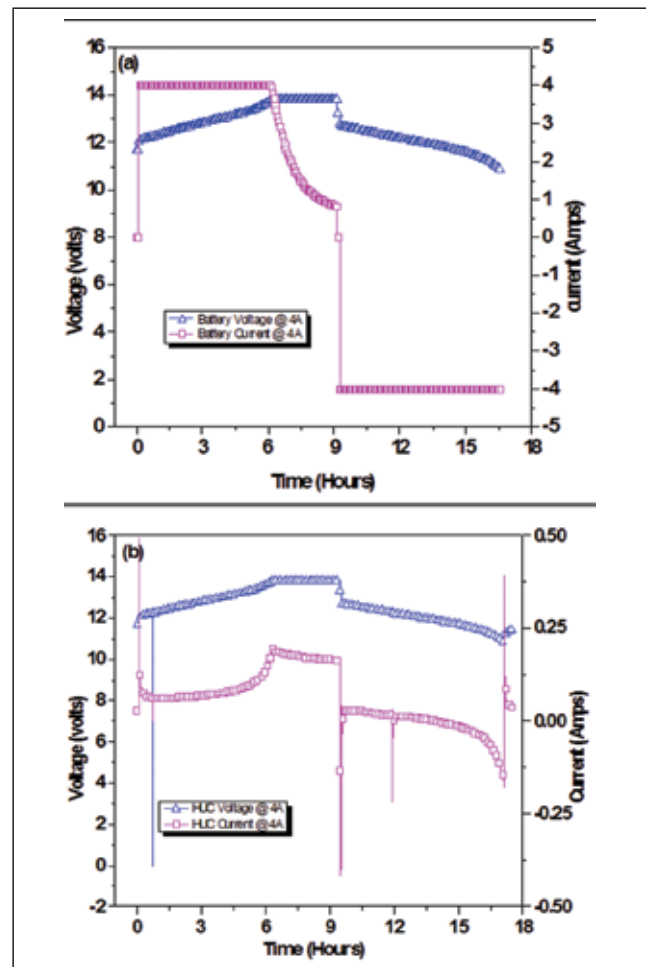 (a)
16
14
12
10
8
6
4
2
0
Voltage (volts)
5
4
3
2
1
0
-1
-2
-3
-4
-5
current (Amps)
Battery Voltage @ 4A
Battery Current @ 4A
0 3 6 9 12 15 18
Time (Hours)
(b)
16
14
12
10
8
6
4
2
0
-2
Voltage (volts)
0.50
0.25
0.00
-0.25
-0.50
Current (Amps)
HUC Voltage @ 4A
HUC Current @ 4A
0 3 6 9 12 15 18
Time (Hours)